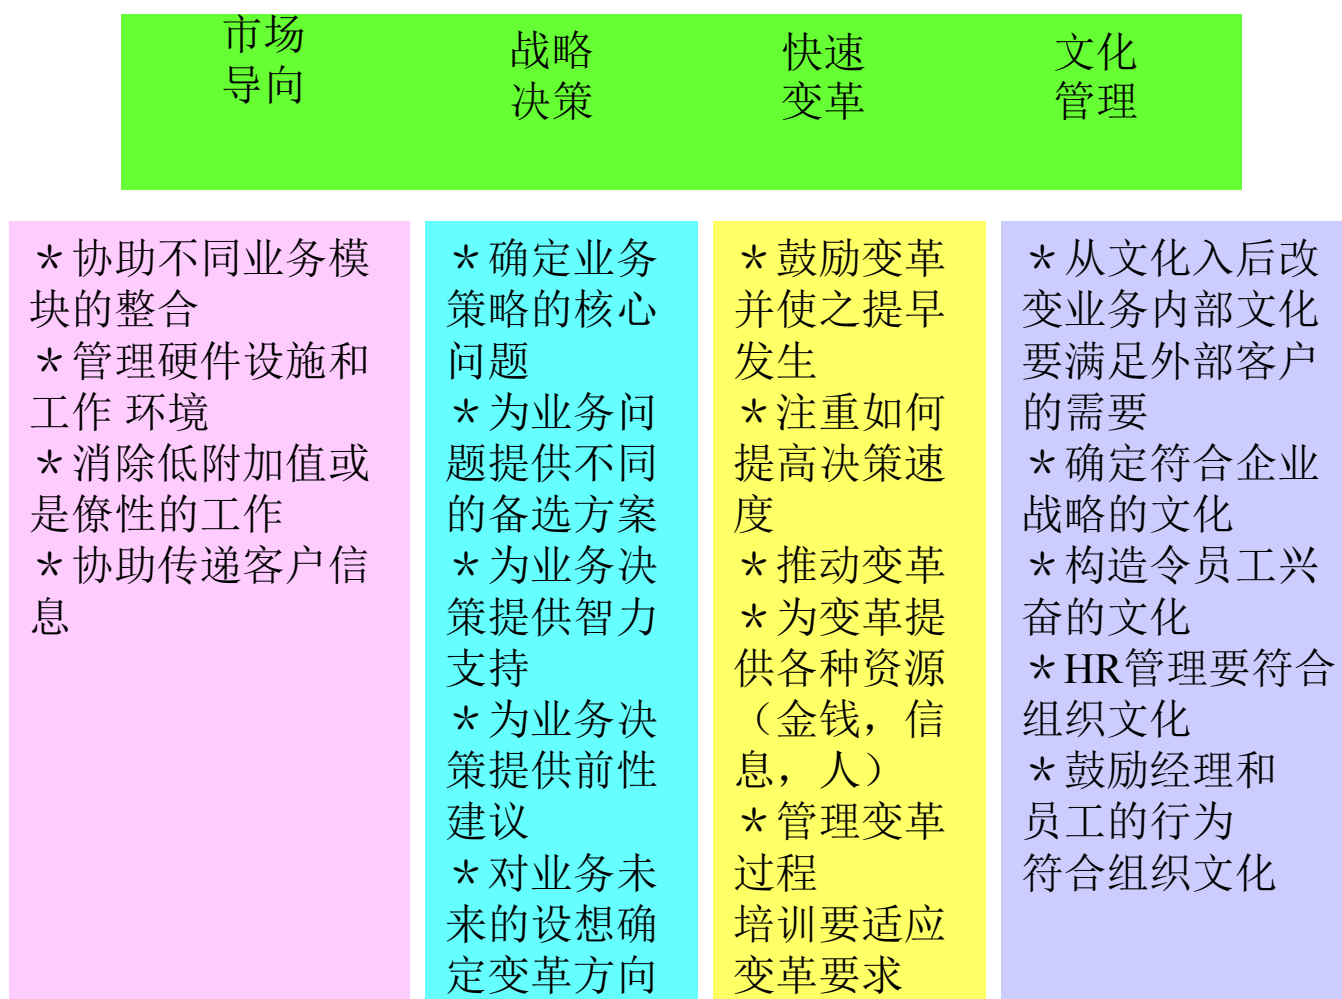 市场
导向
战略
决策
快速
变革
文化
管理
＊协助不同业务模
块的整合
＊管理硬件设施和
工作 环境
＊消除低附加值或
是僚性的工作
＊协助传递客户信
息
＊确定业务
策略的核心
问题
＊为业务问
题提供不同
的备选方案
＊为业务决
策提供智力
支持
＊为业务决
策提供前性
建议
＊对业务未
来的设想确
定变革方向
＊鼓励变革
并使之提早
发生
＊注重如何
提高决策速
度
＊推动变革
＊为变革提
供各种资源
（金钱，信
息，人）
＊管理变革
过程
培训要适应
变革要求
＊从文化入后改
变业务内部文化
要满足外部客户
的需要
＊确定符合企业
战略的文化
＊构造令员工兴
奋的文化
＊HR管理要符合
组织文化
＊鼓励经理和
员工的行为
符合组织文化